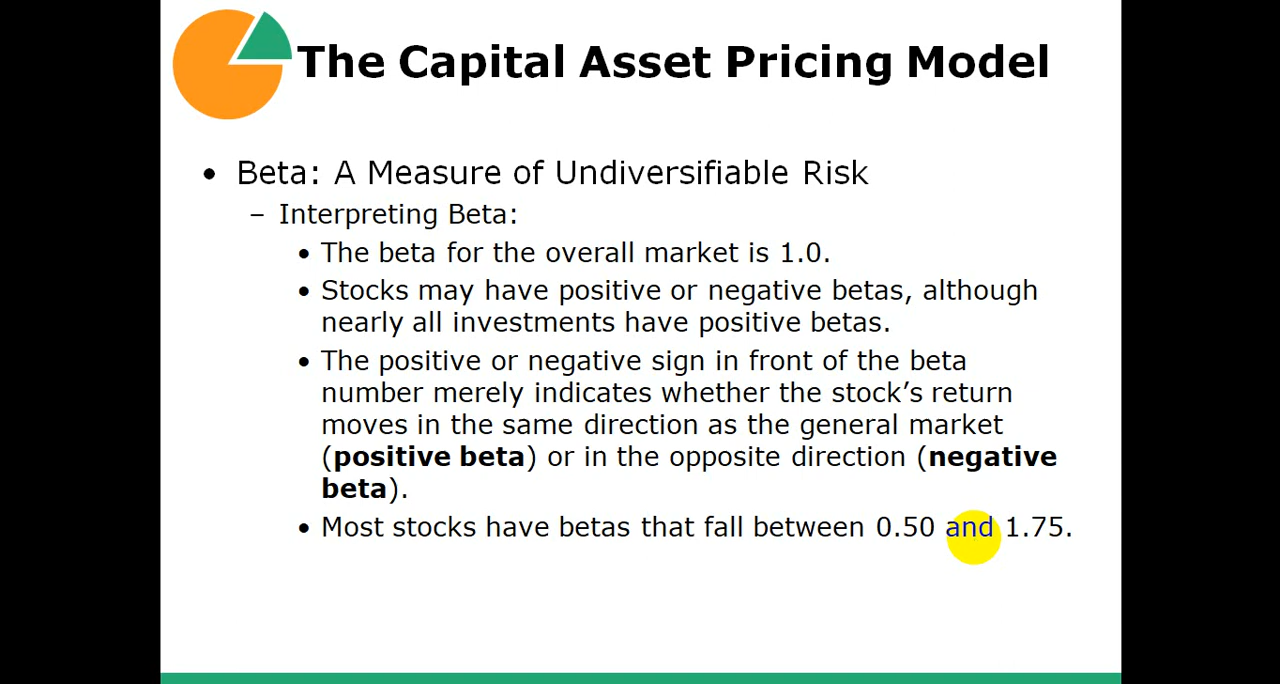 The Capital Asset Pricing Model
• Beta: A Measure of Undiversifiable Risk
– Interpreting Beta:
• The beta for the overall market is 1.0.
• Stocks may have positive or negative betas, although
nearly all investments have positive betas.
• The positive or negative sign in front of the beta
number merely indicates whether the stock’s return
moves in the same direction as the general market
(positive beta) or in the opposite direction (negative
beta).
• Most stocks have betas that fall between 0.50 and 1.75.